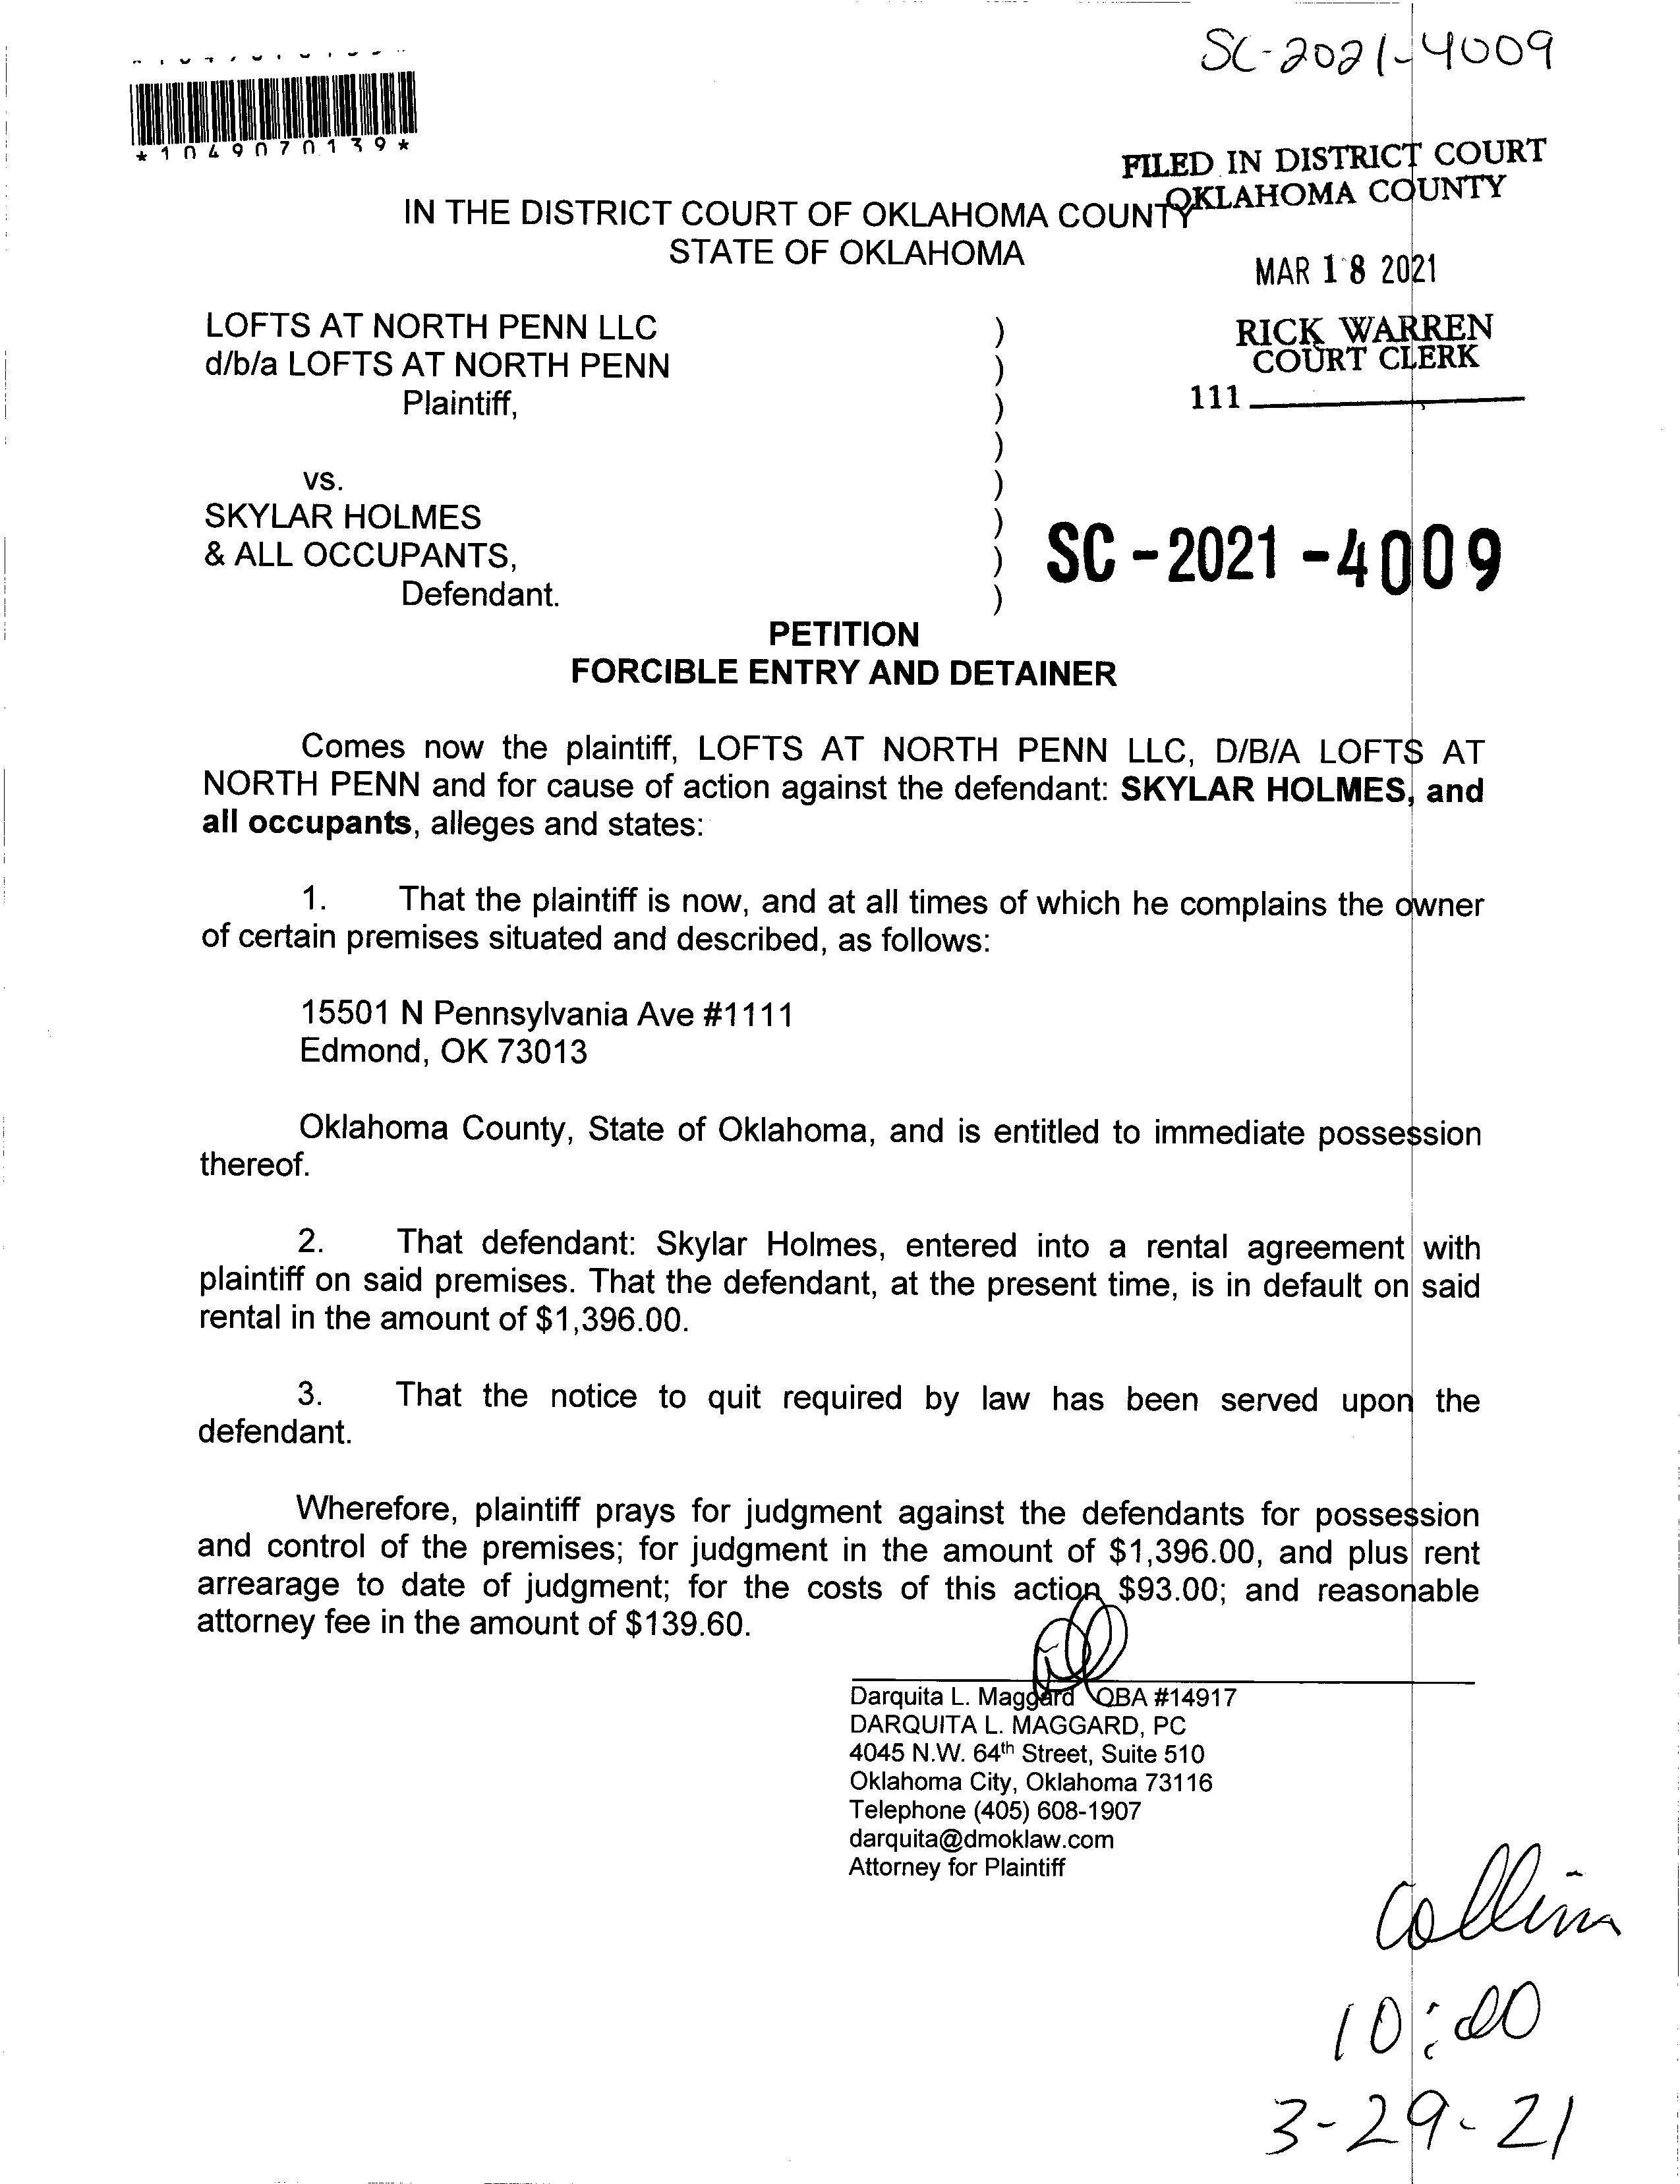 SC-2021-4009
*1049070139*
FILED IN DISTRICT COURT
OKLAHOMA COUNTY
IN THE DISTRICT COURT OF OKLAHOMA COUNTY
STATE OF OKLAHOMA
MAR 18 2021
LOFTS AT NORTH PENN LLC )
d/b/a LOFTS AT NORTH PENN )
Plaintiff, )
)
RICK WARREN
COURT CLERK
111
vs. )
SKYLAR HOLMES )
& ALL OCCUPANTS, )
Defendant. )
SC-2021-4009
PETITION
FORCIBLE ENTRY AND DETAINER
Comes now the plaintiff, LOFTS AT NORTH PENN LLC, D/B/A LOFTS AT
NORTH PENN and for cause of action against the defendant: SKYLAR HOLMES, and
all occupants, alleges and states:
1. That the plaintiff is now, and at all times of which he complains the owner
of certain premises situated and described, as follows:
15501 N Pennsylvania Ave #1111
Edmond, OK 73013
Oklahoma County, State of Oklahoma, and is entitled to immediate possession
thereof.
2. That defendant: Skylar Holmes, entered into a rental agreement with
plaintiff on said premises. That the defendant, at the present time, is in default on said
rental in the amount of $1,396.00.
3. That the notice to quit required by law has been served upon the
defendant.
Wherefore, plaintiff prays for judgment against the defendants for possession
and control of the premises; for judgment in the amount of $1,396.00, and plus rent
arrearage to date of judgment; for the costs of this action $93.00; and reasonable
attorney fee in the amount of $139.60.
Darquita L. Maggard OBA #14917
DARQUITA L. MAGGARD, PC
4045 N.W. 64th Street, Suite 510
Oklahoma City, Oklahoma 73116
Telephone (405) 608-1907
darquita@dmoklaw.com
Attorney for Plaintiff
Collins
10:00
3-29-21